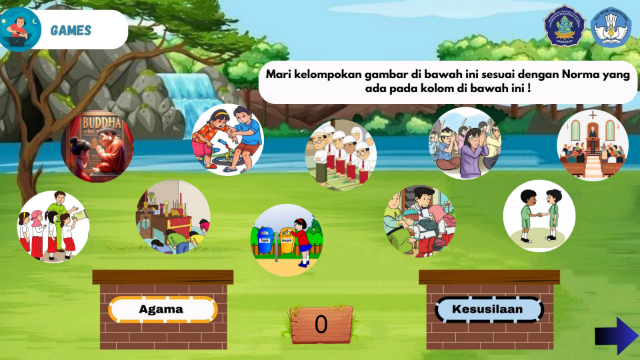 GAMES
Mari kelompokan gambar di bawah ini sesuai dengan Norma yang
ada pada kolom di bawah ini !
BUDDHA
Agama
0
Kesusilaan